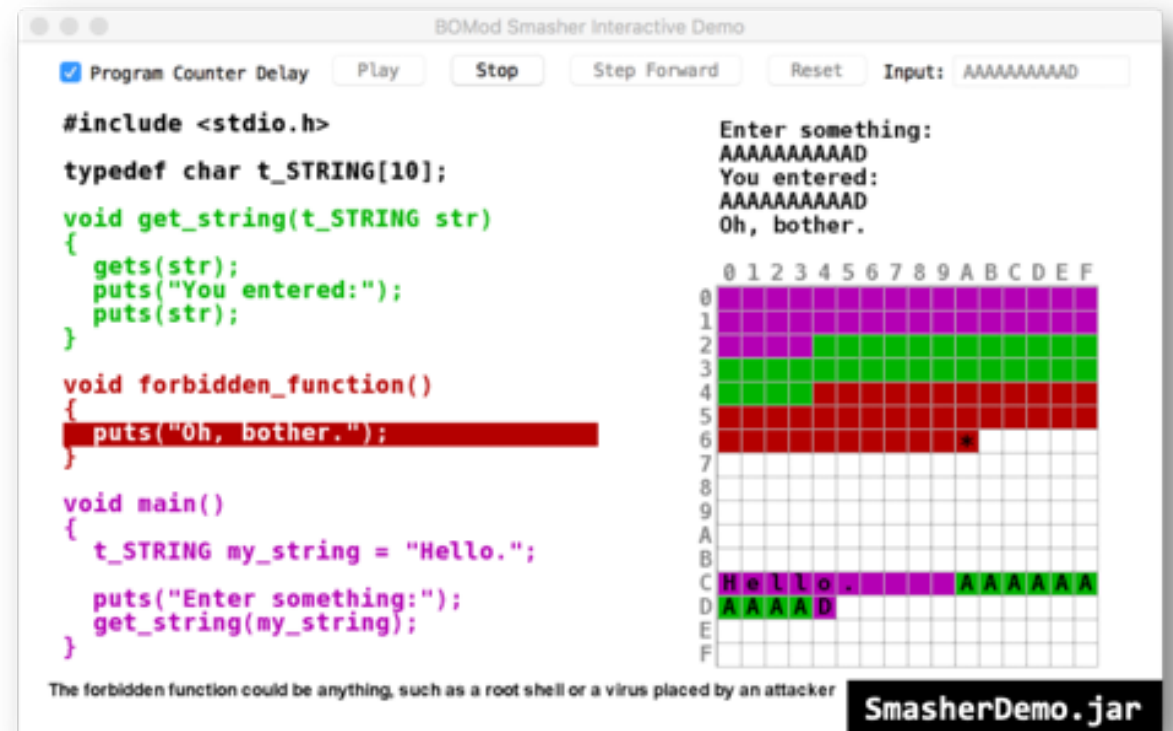 BOMod Smasher Interactive Demo
Program Counter Delay Play Stop Step Forward Reset Input: AAAAAAAAAAD
#include <stdio.h>
typedef char t_STRING[10];
void get_string(t_STRING str)
{
gets(str);
puts("You entered:");
puts(str);
}
void forbidden_function()
{
puts("Oh, bother.");
}
void main()
{
t_STRING my_string = "Hello.";
puts("Enter something:");
get_string(my_string);
}
Enter something:
AAAAAAAAAAD
You entered:
AAAAAAAAAAD
Oh, bother.
0 1 2 3 4 5 6 7 8 9 A B C D E F
0
1
2
3
4
5
6 *
7
8
9
A
B
C H e l l o . A A A A A A
D A A A A D
E
F
The forbidden function could be anything, such as a root shell or a virus placed by an attacker
SmasherDemo.jar